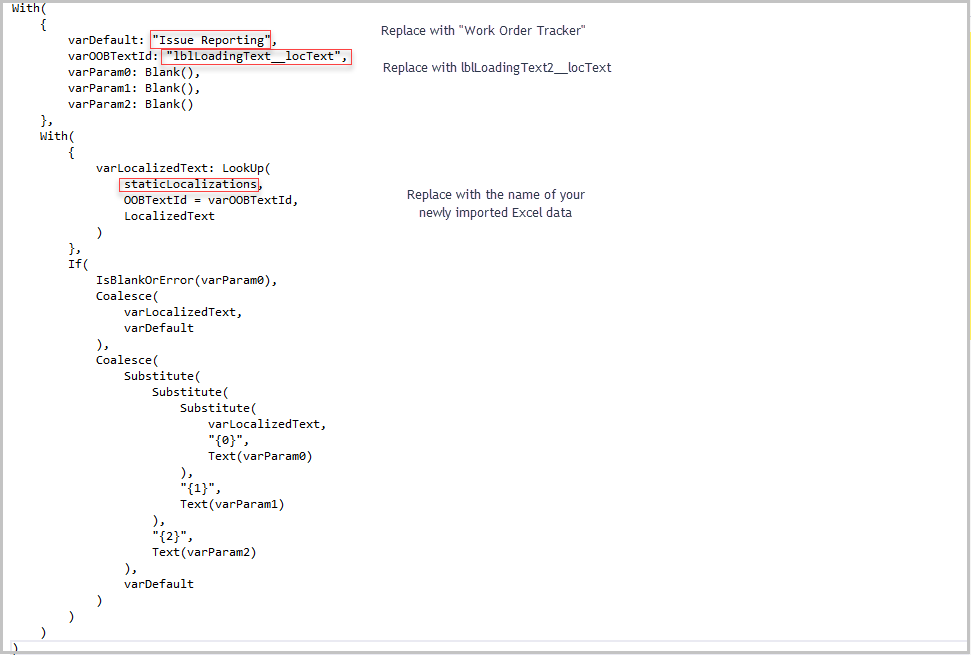 With(
{
varDefault: "Issue Reporting", Replace with "Work Order Tracker"
varOOBTextId: "lblLoadingText__locText", Replace with lblLoadingText2__locText
varParam0: Blank(),
varParam1: Blank(),
varParam2: Blank()
},
With(
{
varLocalizedText: LookUp(
staticLocalizations, Replace with the name of your
OOBTextId = varOOBTextId, newly imported Excel data
LocalizedText
)
},
If(
IsBlankOrError(varParam0),
Coalesce(
varLocalizedText,
varDefault
),
Coalesce(
Substitute(
Substitute(
Substitute(
varLocalizedText,
"{0}",
Text(varParam0)
),
"{1}",
Text(varParam1)
),
"{2}",
Text(varParam2)
),
varDefault
)
)
)
)